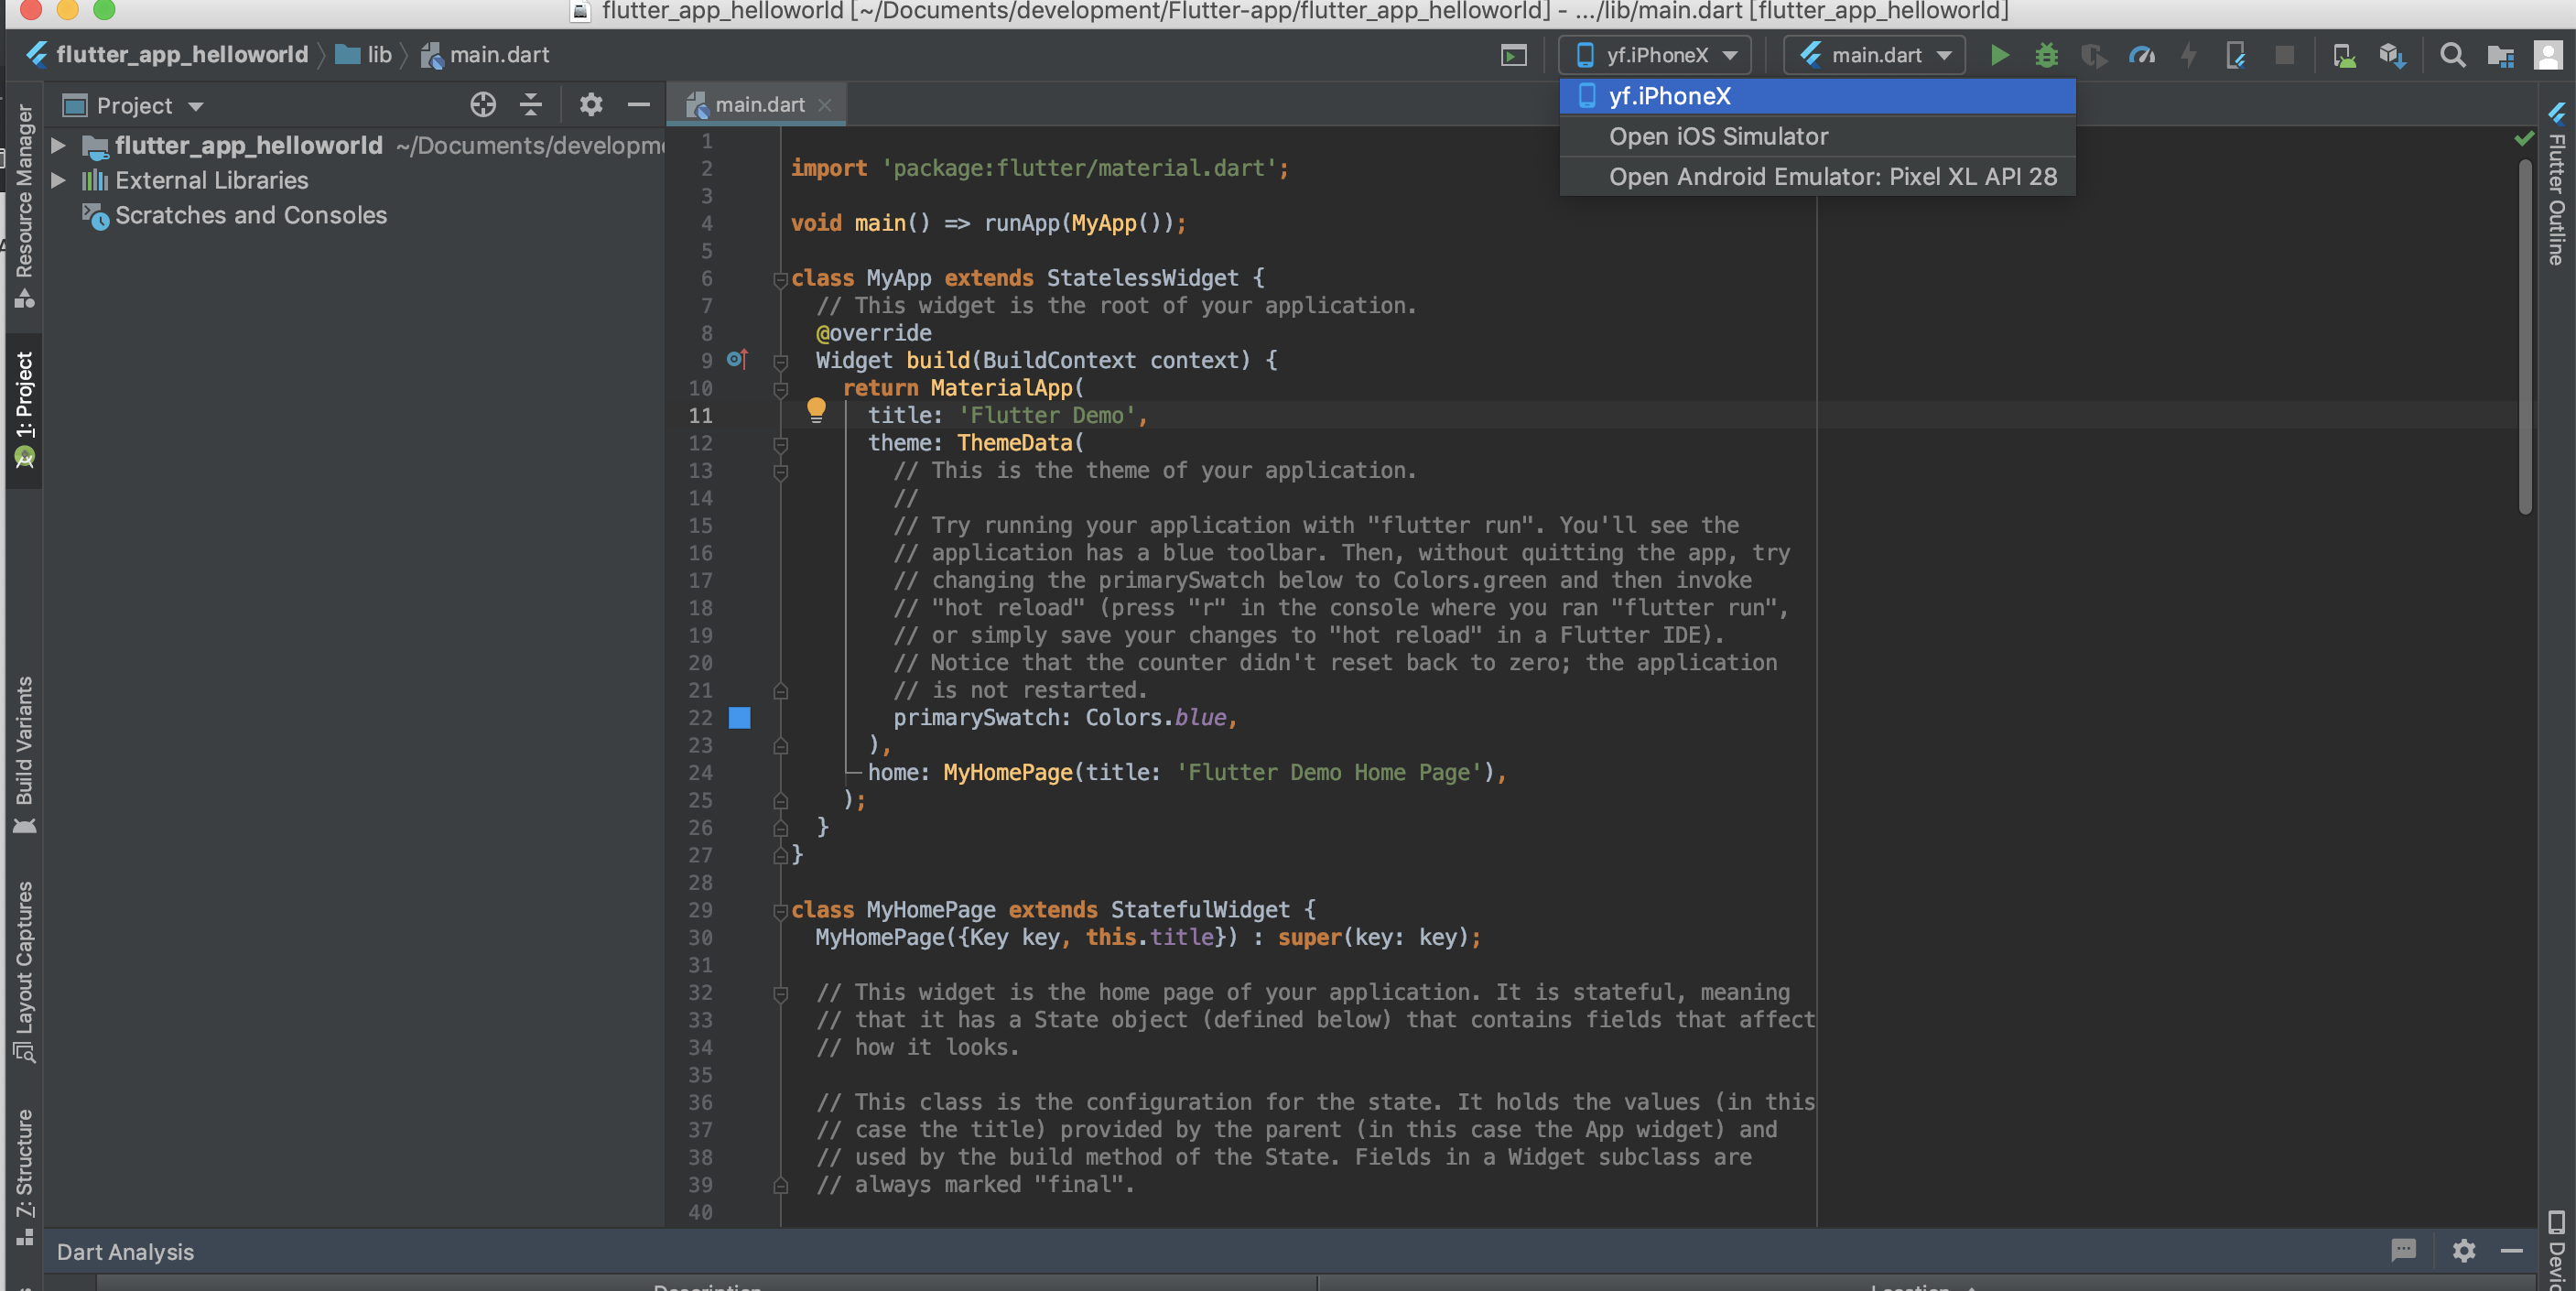 flutter_app_helloworld [~/Documents/development/Flutter-app/flutter_app_helloworld] - .../lib/main.dart [flutter_app_helloworld]
flutter_app_helloworld lib main.dart
yf.iPhoneX main.dart
yf.iPhoneX
Open iOS Simulator
Open Android Emulator: Pixel XL API 28
Resource Manager
1: Project
Build Variants
Layout Captures
7: Structure
Project
flutter_app_helloworld ~/Documents/developm
External Libraries
Scratches and Consoles
main.dart
1
2 import 'package:flutter/material.dart';
3
4 void main() => runApp(MyApp());
5
6 class MyApp extends StatelessWidget {
7 // This widget is the root of your application.
8 @override
9 Widget build(BuildContext context) {
10 return MaterialApp(
11 title: 'Flutter Demo',
12 theme: ThemeData(
13 // This is the theme of your application.
14 //
15 // Try running your application with "flutter run". You'll see the
16 // application has a blue toolbar. Then, without quitting the app, try
17 // changing the primarySwatch below to Colors.green and then invoke
18 // "hot reload" (press "r" in the console where you ran "flutter run",
19 // or simply save your changes to "hot reload" in a Flutter IDE).
20 // Notice that the counter didn't reset back to zero; the application
21 // is not restarted.
22 primarySwatch: Colors.blue,
23 ),
24 home: MyHomePage(title: 'Flutter Demo Home Page'),
25 );
26 }
27 }
28
29 class MyHomePage extends StatefulWidget {
30 MyHomePage({Key key, this.title}) : super(key: key);
31
32 // This widget is the home page of your application. It is stateful, meaning
33 // that it has a State object (defined below) that contains fields that affect
34 // how it looks.
35
36 // This class is the configuration for the state. It holds the values (in this
37 // case the title) provided by the parent (in this case the App widget) and
38 // used by the build method of the State. Fields in a Widget subclass are
39 // always marked "final".
40
Flutter Outline
Devic
Dart Analysis
Description Location